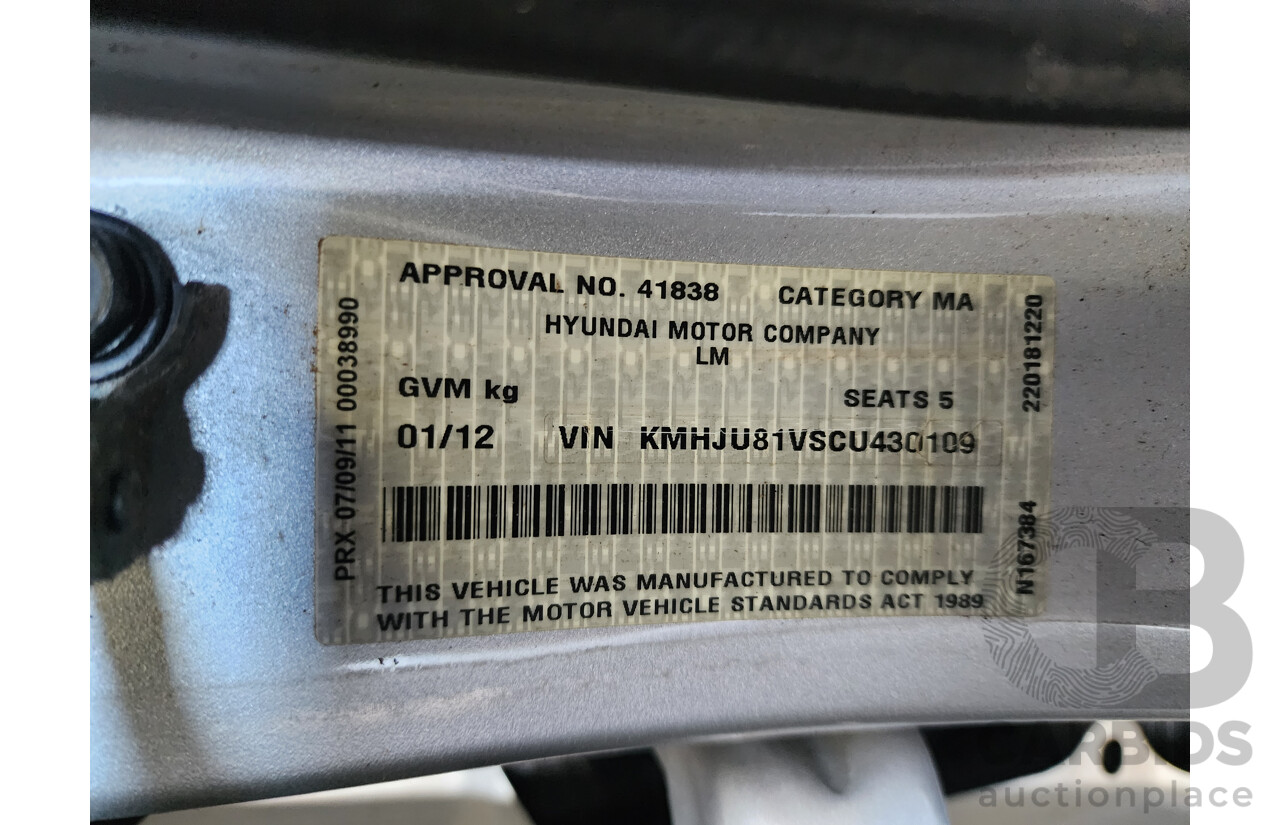 APPROVAL NO. 41838 CATEGORY MA
HYUNDAI MOTOR COMPANY
LM
GVM kg SEATS 5
01/12 VIN KMHJU81VSCU430109
THIS VEHICLE WAS MANUFACTURED TO COMPLY
WITH THE MOTOR VEHICLE STANDARDS ACT 1989
PRX 07/09/11 00038990
N167384 220181220
CARBIDS
auctionplace